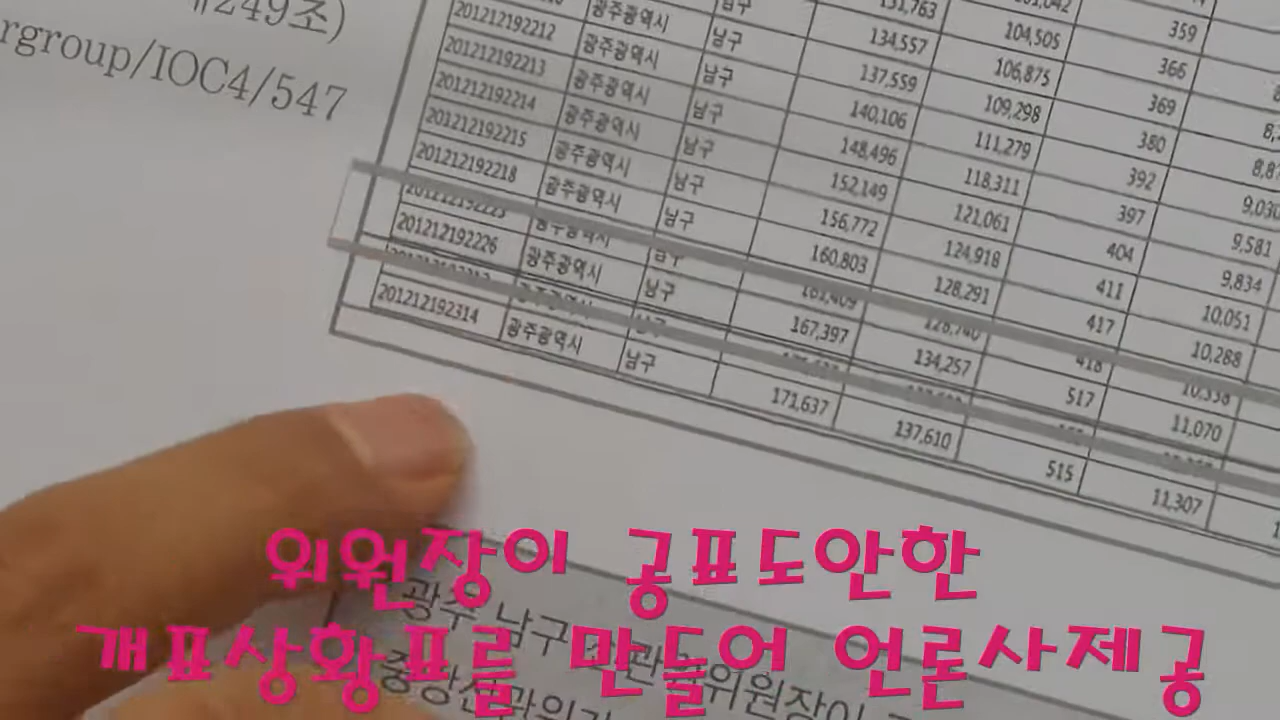 249조)
rgroup/IOC4/547
359
131,763 104,505 366
134,557 106,875 369
광주광역시 남구 137,559 109,298 380
201212192212 광주광역시 남구 140,106 111,279 392
201212192213 광주광역시 남구 148,496 118,311 397 9,581
201212192214 광주광역시 남구 152,149 121,061 404 9,834
201212192215 광주광역시 남구 156,772 124,918 411 10,051
201212192218 광주광역시 남구 160,803 128,291 417 10,288
201212192226 광주광역시 남구 167,397 134,257 517 11,070
201212192314 광주광역시 남구 171,637 137,610 515 11,307
위원장이 공표도안한
광주 남구
개표상황표를 만들어 언론사제공